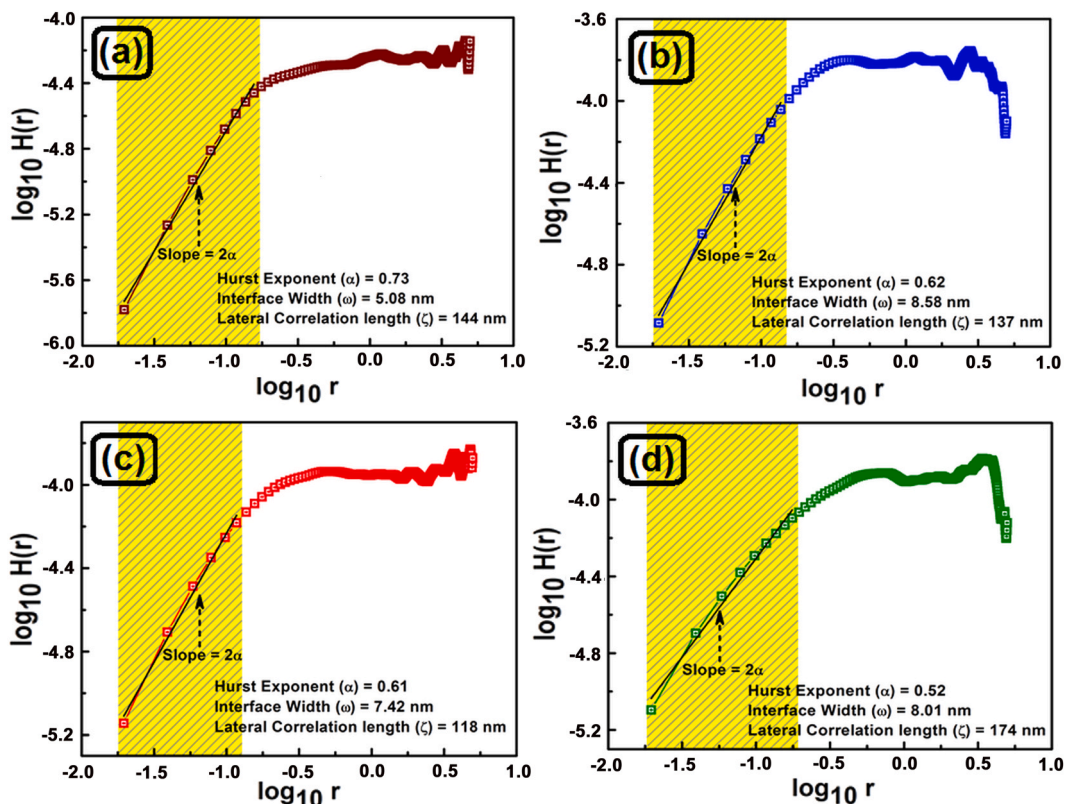 (a)
-4.0
-4.4
-4.8
-5.2
-5.6
-6.0
log10 H(r)
Slope = 2α
Hurst Exponent (α) = 0.73
Interface Width (ω) = 5.08 nm
Lateral Correlation length (ζ) = 144 nm
-2.0 -1.5 -1.0 -0.5 0.0 0.5 1.0
log10 r
(b)
-3.6
-4.0
-4.4
-4.8
-5.2
log10 H(r)
Slope = 2α
Hurst Exponent (α) = 0.62
Interface Width (ω) = 8.58 nm
Lateral Correlation length (ζ) = 137 nm
-2.0 -1.5 -1.0 -0.5 0.0 0.5 1.0
log10 r
(c)
-4.0
-4.4
-4.8
-5.2
log10 H(r)
Slope = 2α
Hurst Exponent (α) = 0.61
Interface Width (ω) = 7.42 nm
Lateral Correlation length (ζ) = 118 nm
-2.0 -1.5 -1.0 -0.5 0.0 0.5 1.0
log10 r
(d)
-3.6
-4.0
-4.4
-4.8
-5.2
log10 H(r)
Slope = 2α
Hurst Exponent (α) = 0.52
Interface Width (ω) = 8.01 nm
Lateral Correlation length (ζ) = 174 nm
-2.0 -1.5 -1.0 -0.5 0.0 0.5 1.0
log10 r